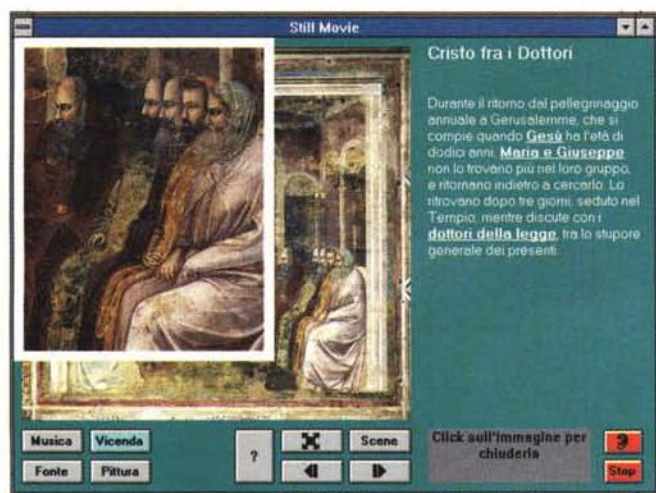 Still Movie
Cristo fra i Dottori
Durante il ritorno dal pellegrinaggio
annuale a Gerusalemme, che si
compie quando Gesù ha l'età di
dodici anni, Maria e Giuseppe
non lo trovano più nel loro gruppo,
e ritornano indietro a cercarlo. Lo
ritrovano dopo tre giorni, seduto nel
Tempio, mentre discute con i
dottori della legge, tra lo stupore
generale dei presenti.
Musica
Vicenda
?
Scene
Click sull'immagine per
chiuderla
?
Fonte
Pittura
Stop